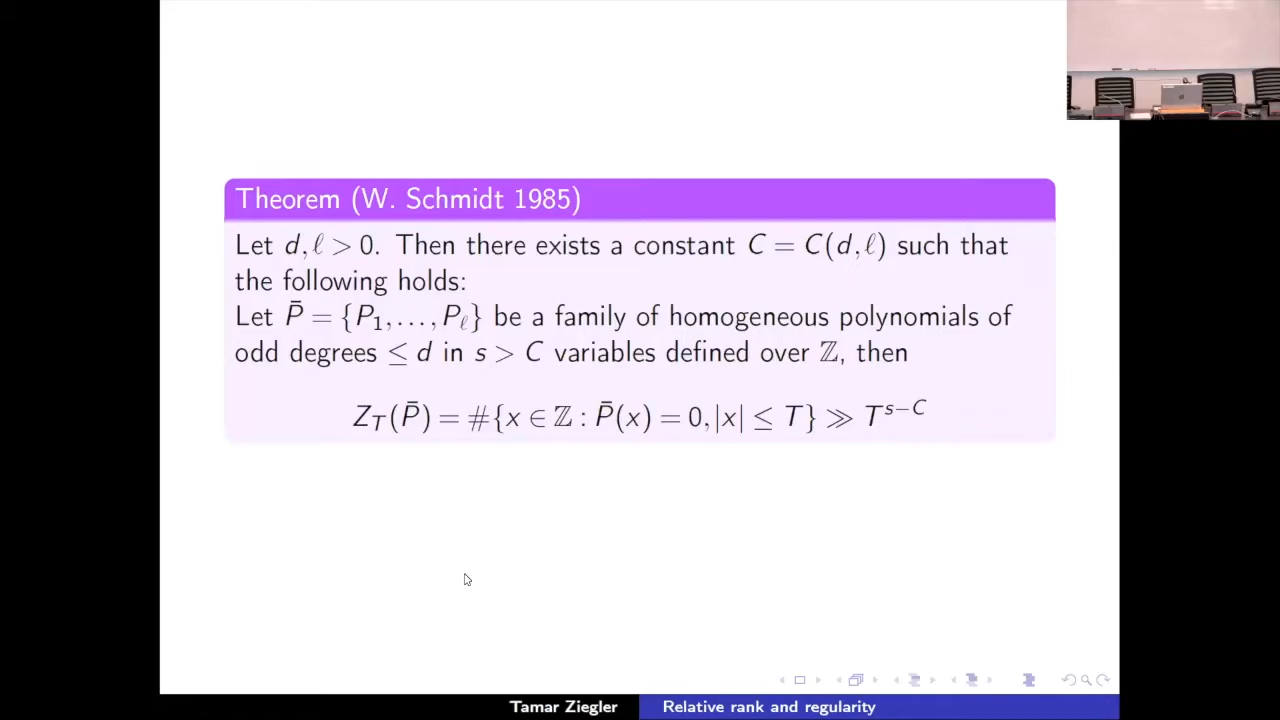 Theorem (W. Schmidt 1985)
Let d, ℓ > 0. Then there exists a constant C = C(d, ℓ) such that
the following holds:
Let P̄ = {P₁, . . . , P_ℓ} be a family of homogeneous polynomials of
odd degrees ≤ d in s > C variables defined over ℤ, then
Z_T(P̄) = #{x ∈ ℤ : P̄(x) = 0, |x| ≤ T} ≫ T^{s−C}
Tamar Ziegler
Relative rank and regularity